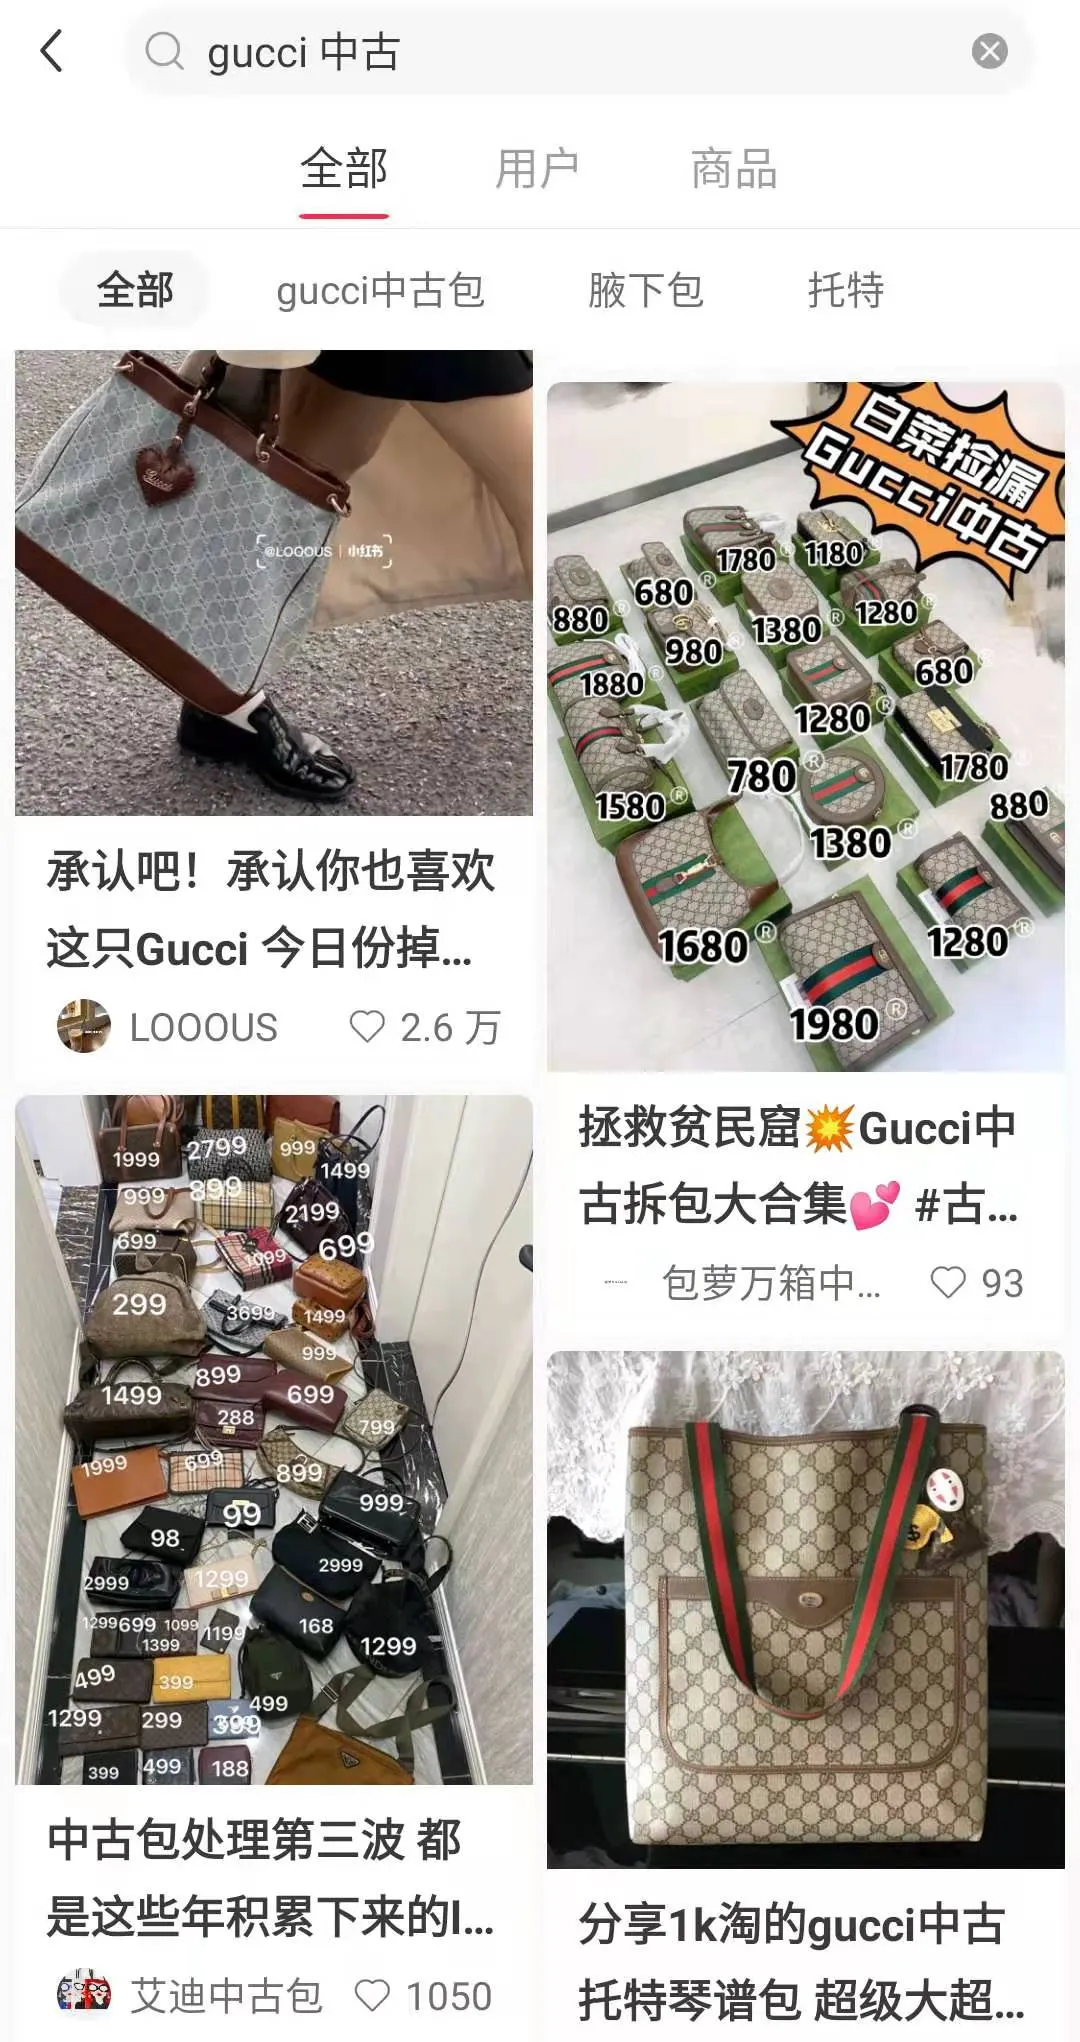 gucci 中古
全部
用户
商品
全部
gucci中古包
腋下包
托特
Gucci
@LOOOUS | 小红书
承认吧！承认你也喜欢
这只Gucci 今日份掉...
LOOOUS
2.6 万
白菜捡漏
Gucci中古
1780
1180
680
880
1280
1380
980
680
1880
1280
780
1780
1580
880
1380
1680
1280
1980
拯救贫民窟💥Gucci中
古拆包大合集💕 #古...
包萝万箱中...
93
1999
2799
999
1499
999
899
2199
699
1099
699
299
3699
1499
999
899
1499
699
288
799
1999
699
899
99
999
98
2999
2999
1299
168
1299
699
1099
1199
1399
1299
499
399
499
1299
299
399
399
499
188
中古包处理第三波 都
是这些年积累下来的I...
艾迪中古包
1050
分享1k淘的gucci中古
托特琴谱包 超级大超...